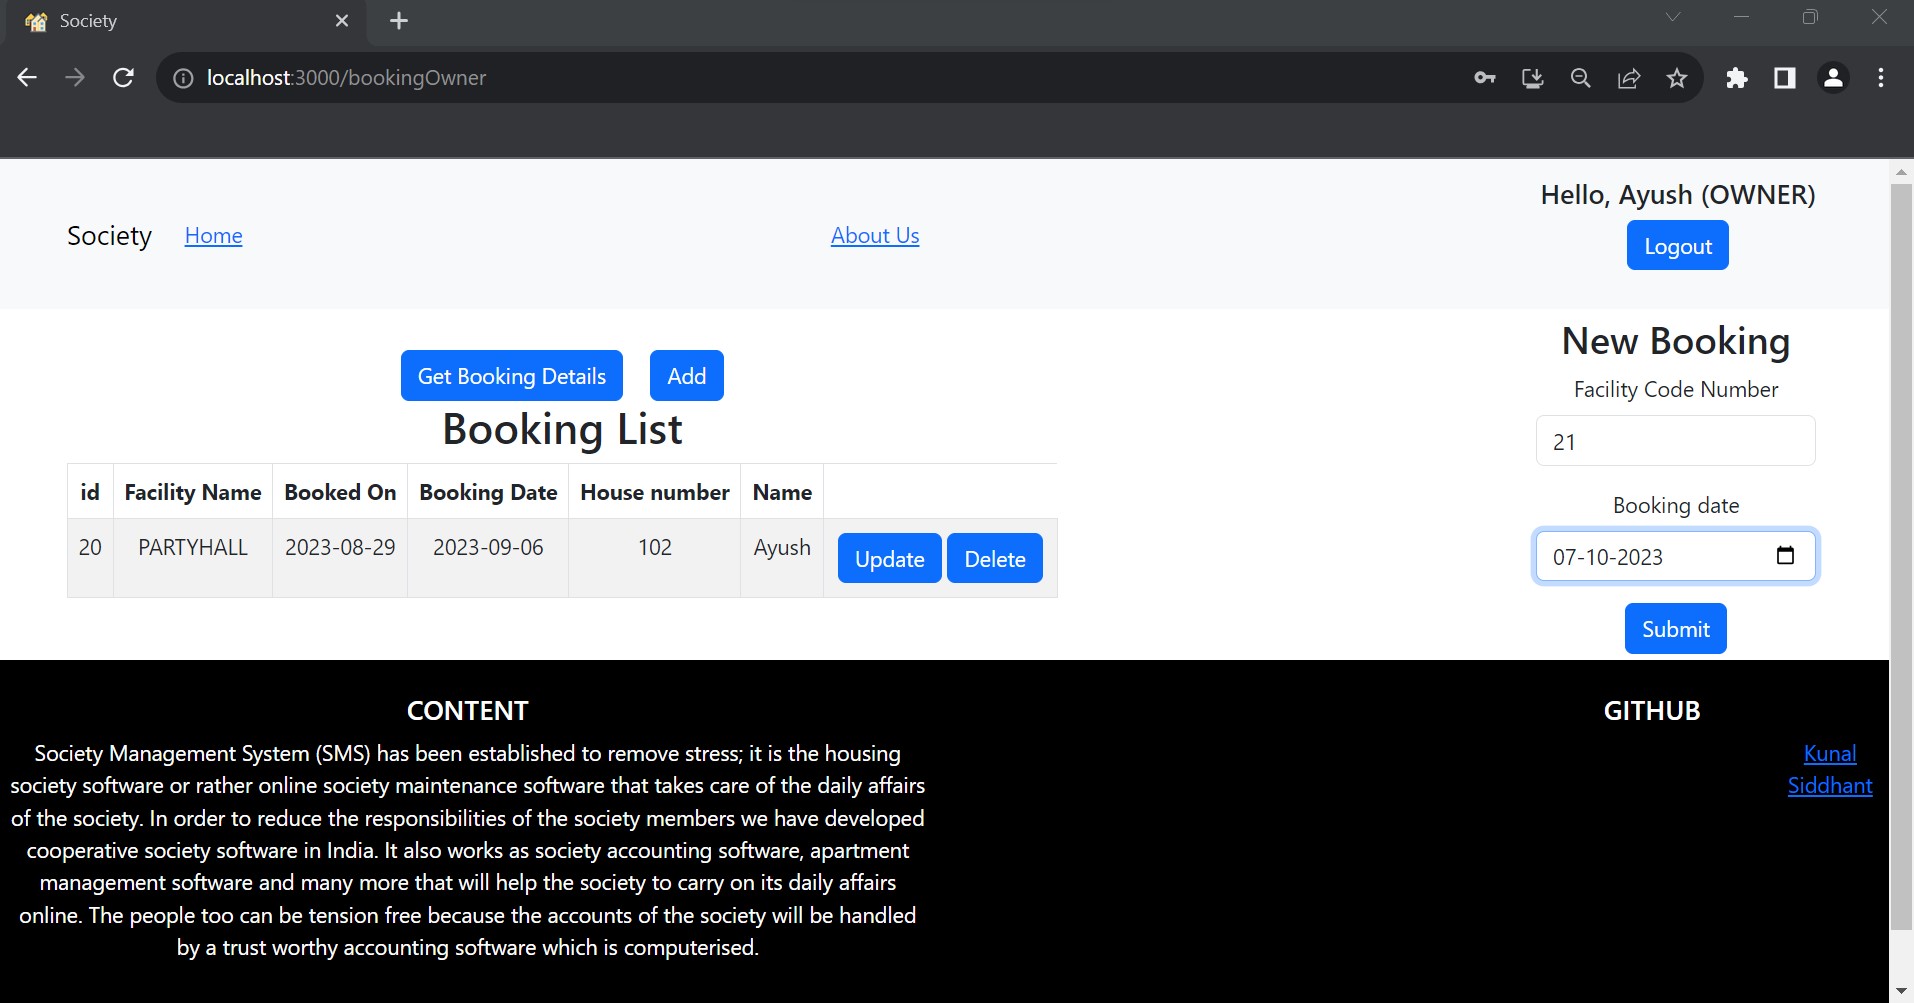 Society
localhost:3000/bookingOwner
Hello, Ayush (OWNER)
Society Home About Us
Logout
New Booking
Facility Code Number
21
Booking date
07-10-2023
Submit
Get Booking Details Add
Booking List
id Facility Name Booked On Booking Date House number Name
20 PARTYHALL 2023-08-29 2023-09-06 102 Ayush Update Delete
CONTENT
Society Management System (SMS) has been established to remove stress; it is the housing
society software or rather online society maintenance software that takes care of the daily affairs
of the society. In order to reduce the responsibilities of the society members we have developed
cooperative society software in India. It also works as society accounting software, apartment
management software and many more that will help the society to carry on its daily affairs
online. The people too can be tension free because the accounts of the society will be handled
by a trust worthy accounting software which is computerised.
GITHUB
Kunal
Siddhant